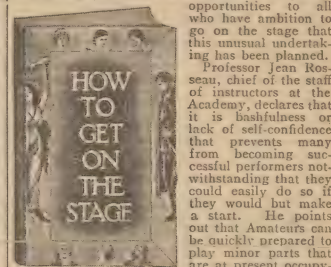 HOW
TO
GET
ON
THE
STAGE
opportunities to all
who have ambition to
go on the stage that
this unusual undertak-
ing has been planned.
Professor Jean Ros-
seau, chief of the staff
of instructors at the
Academy, declares that
it is bashfulness or
lack of self-confidence
that prevents many
from becoming suc-
cessful performers not-
withstanding that they
could easily do so if
they would but make
a start. He points
out that Amateurs can
be quickly prepared to
play minor parts that
are at present occupy-